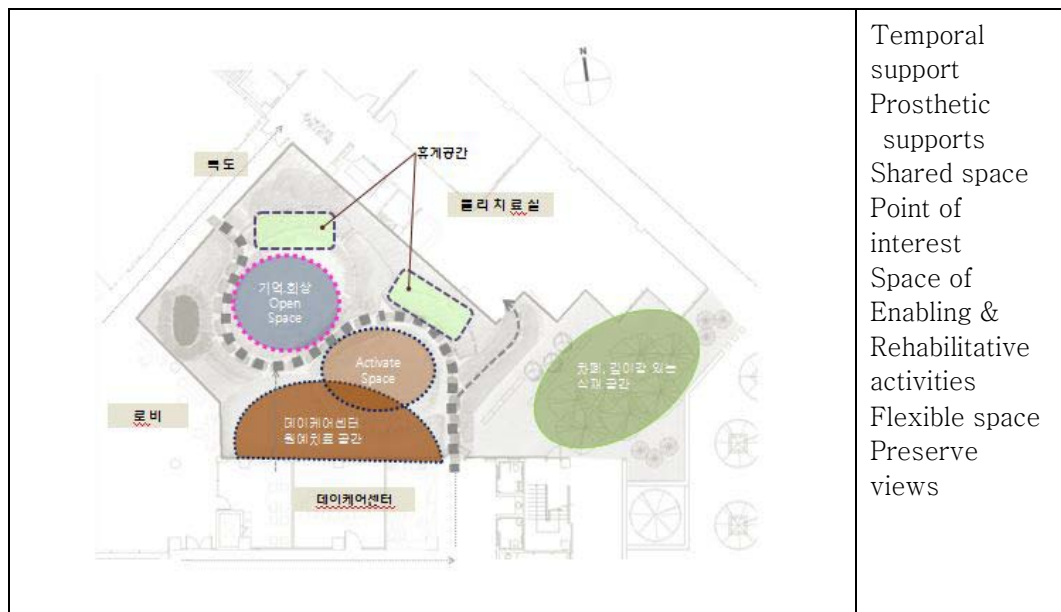 N
복도
휴게공간
물리치료실
기억.회상
Open
Space
Activate
Space
차폐, 깊이감 있는
식재 공간
로비
데이케어센터
원예치료 공간
데이케어센터
Temporal
support
Prosthetic
supports
Shared space
Point of
interest
Space of
Enabling &
Rehabilitative
activities
Flexible space
Preserve
views